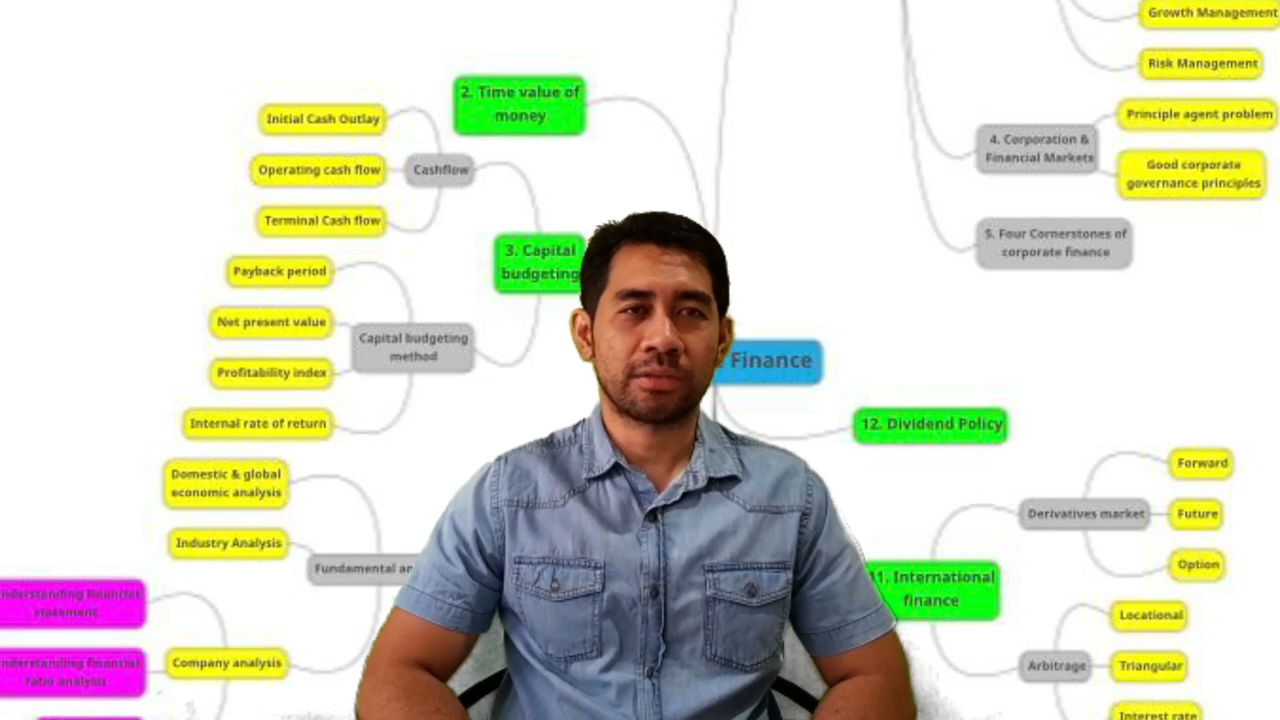 Growth Management
Risk Management
2. Time value of
money
Initial Cash Outlay
Operating cash flow
Cashflow
Terminal Cash flow
Principle agent problem
4. Corporation &
Financial Markets
Good corporate
governance principles
5. Four Cornerstones of
corporate finance
3. Capital
budgeting
Payback period
Net present value
Capital budgeting
method
Profitability index
Internal rate of return
Finance
12. Dividend Policy
Domestic & global
economic analysis
Industry Analysis
Fundamental
Company analysis
understanding financial
statement
understanding financial
ratio analysis
Forward
Derivatives market
Future
Option
11. International
finance
Locational
Arbitrage
Triangular
Interest rate